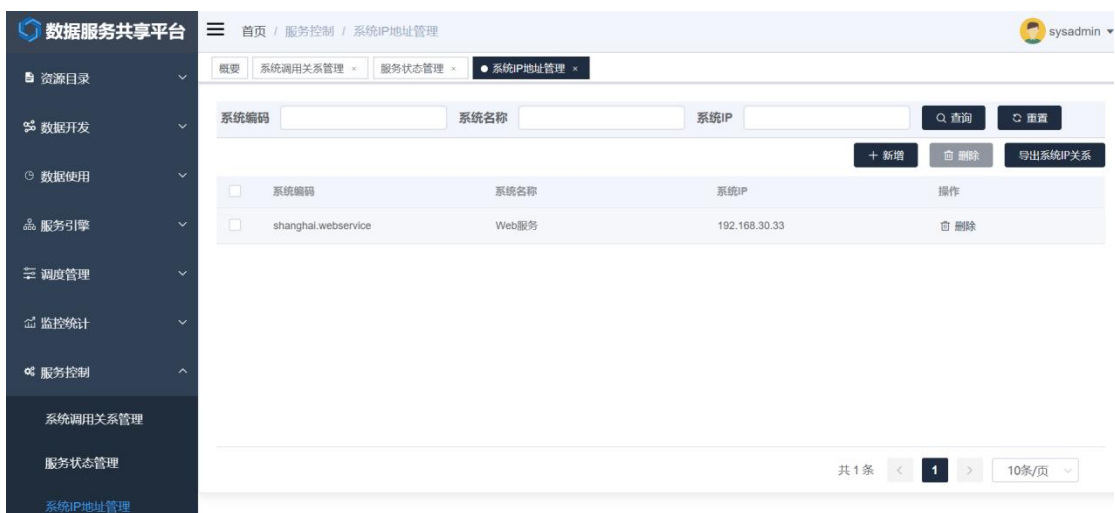 数据服务共享平台
首页 / 服务控制 / 系统IP地址管理
sysadmin
概要
系统调用关系管理 ×
服务状态管理 ×
系统IP地址管理 ×
资源目录
数据开发
数据使用
服务引擎
调度管理
监控统计
服务控制
系统调用关系管理
服务状态管理
系统IP地址管理
系统编码
系统名称
系统IP
查询
重置
+ 新增
删除
导出系统IP关系
系统编码 系统名称 系统IP 操作
shanghai.webservice Web服务 192.168.30.33 删除
共 1 条 < 1 > 10条/页